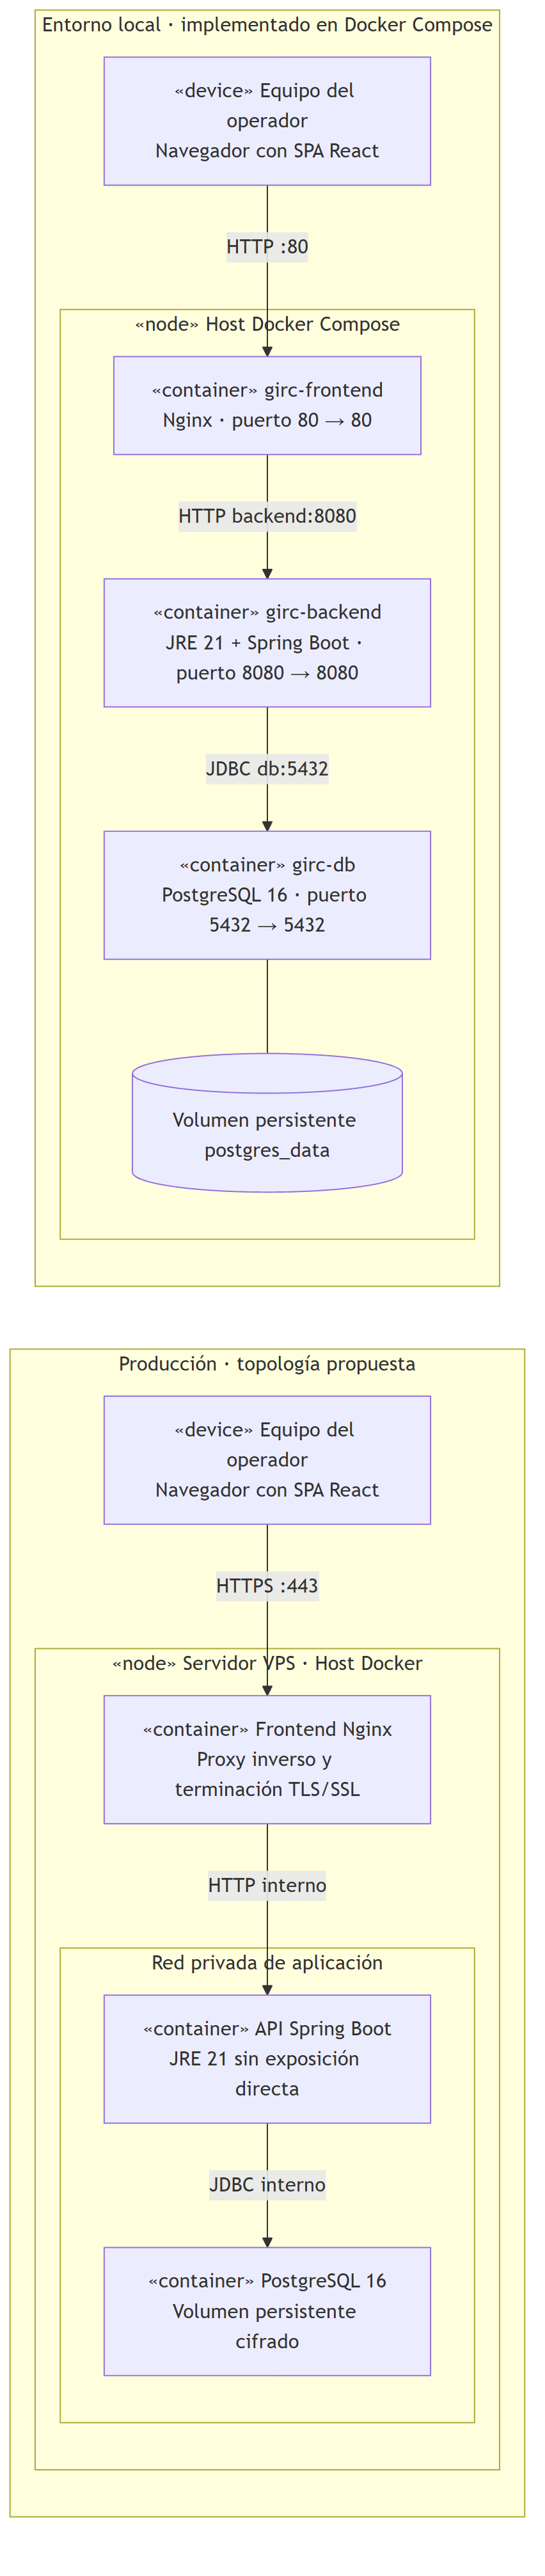 Entorno local · implementado en Docker Compose
«device» Equipo del
operador
Navegador con SPA React
HTTP :80
«node» Host Docker Compose
«container» girc-frontend
Nginx · puerto 80 → 80
HTTP backend:8080
«container» girc-backend
JRE 21 + Spring Boot ·
puerto 8080 → 8080
JDBC db:5432
«container» girc-db
PostgreSQL 16 · puerto
5432 → 5432
Volumen persistente
postgres_data
Producción · topología propuesta
«device» Equipo del
operador
Navegador con SPA React
HTTPS :443
«node» Servidor VPS · Host Docker
«container» Frontend Nginx
Proxy inverso y
terminación TLS/SSL
HTTP interno
Red privada de aplicación
«container» API Spring Boot
JRE 21 sin exposición
directa
JDBC interno
«container» PostgreSQL 16
Volumen persistente
cifrado